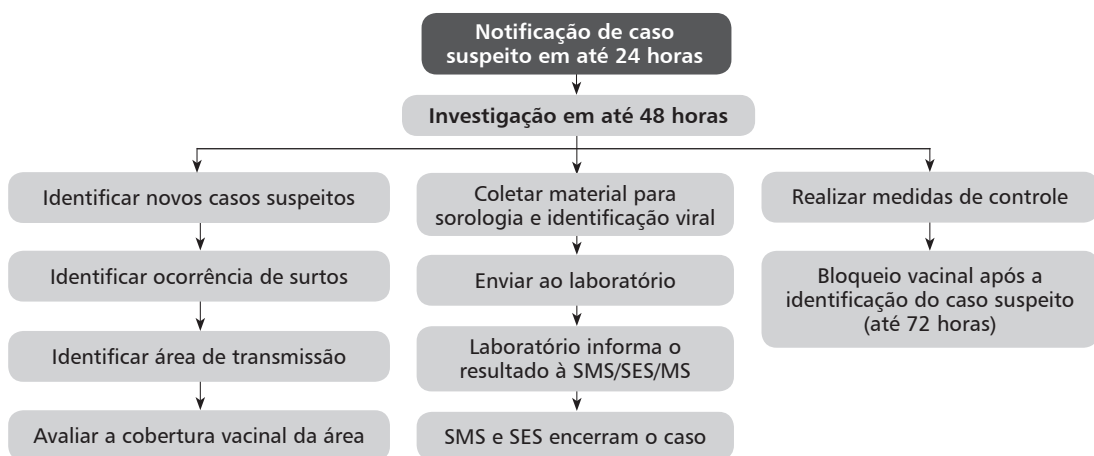 Notificação de caso
suspeito em até 24 horas
Investigação em até 48 horas
Identificar novos casos suspeitos
Identificar ocorrência de surtos
Identificar área de transmissão
Avaliar a cobertura vacinal da área
Coletar material para
sorologia e identificação viral
Enviar ao laboratório
Laboratório informa o
resultado à SMS/SES/MS
SMS e SES encerram o caso
Realizar medidas de controle
Bloqueio vacinal após a
identificação do caso suspeito
(até 72 horas)